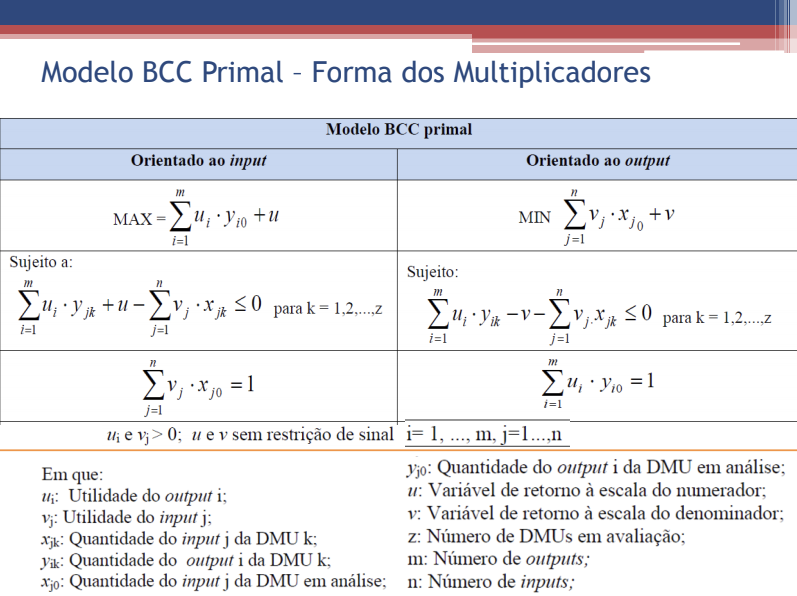 Modelo BCC Primal – Forma dos Multiplicadores
Modelo BCC primal
Orientado ao input
Orientado ao output
MAX = \sum_{i=1}^{m} u_i \cdot y_{i0} + u
MIN \sum_{j=1}^{n} v_j \cdot x_{j_0} + v
Sujeito a:
\sum_{i=1}^{m} u_i \cdot y_{jk} + u - \sum_{j=1}^{n} v_j \cdot x_{jk} \leq 0 para k = 1,2,...,z
Sujeito:
\sum_{i=1}^{m} u_i \cdot y_{ik} - v - \sum_{j=1}^{n} v_{j.} x_{jk} \leq 0 para k = 1,2,...,z
\sum_{j=1}^{n} v_j \cdot x_{j0} = 1
\sum_{i=1}^{m} u_i \cdot y_{i0} = 1
u_i e v_j > 0; u e v sem restrição de sinal i= 1, ..., m, j=1...,n
Em que:
u_i: Utilidade do output i;
v_j: Utilidade do input j;
x_{jk}: Quantidade do input j da DMU k;
y_{ik}: Quantidade do output i da DMU k;
x_{j0}: Quantidade do input j da DMU em análise;
y_{j0}: Quantidade do output i da DMU em análise;
u: Variável de retorno à escala do numerador;
v: Variável de retorno à escala do denominador;
z: Número de DMUs em avaliação;
m: Número de outputs;
n: Número de inputs;